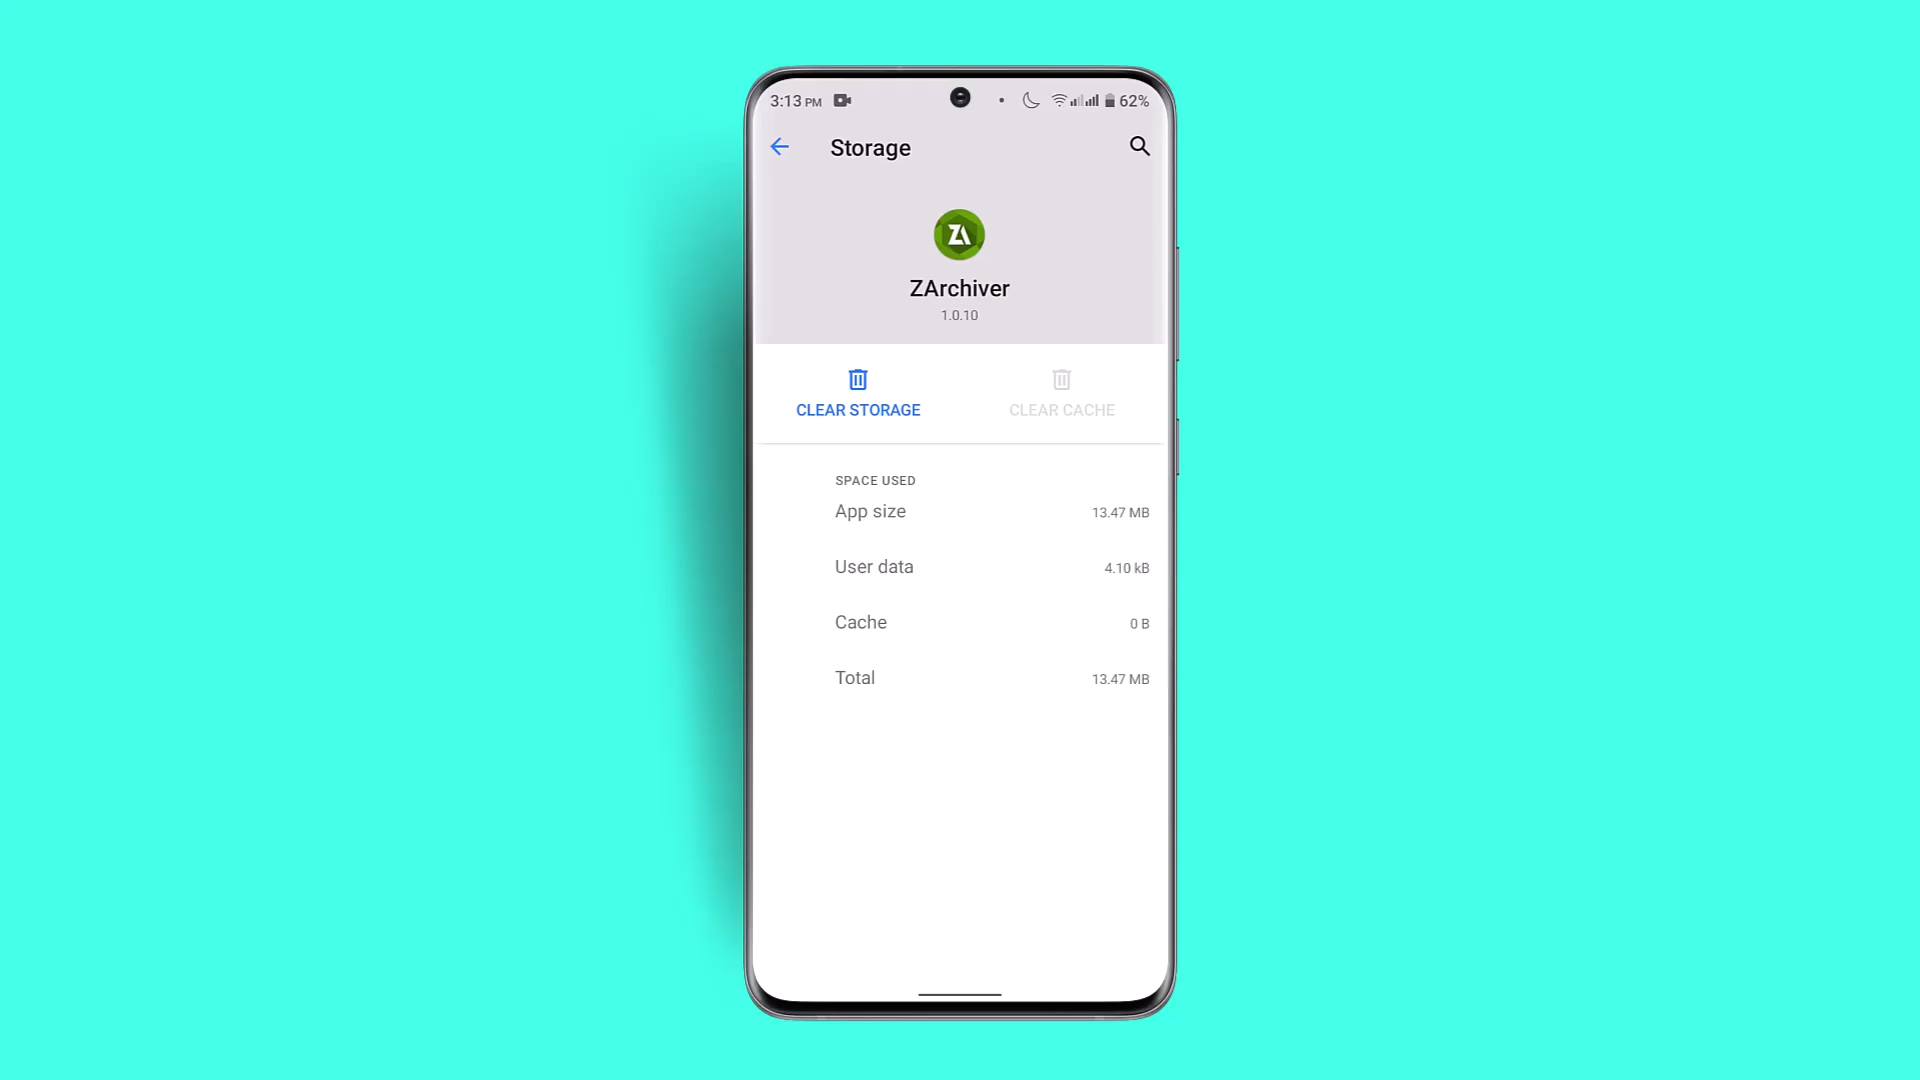 3:13 PM 62%
Storage
ZA
ZArchiver
1.0.10
CLEAR STORAGE CLEAR CACHE
SPACE USED
App size 13.47 MB
User data 4.10 kB
Cache 0 B
Total 13.47 MB